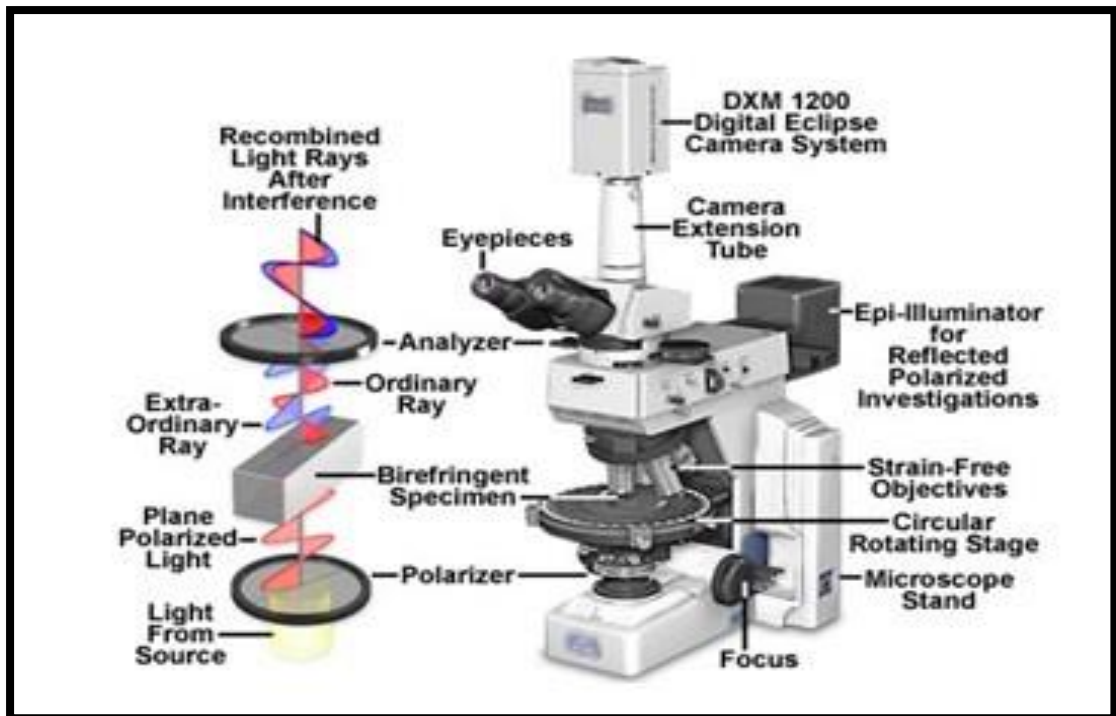 DXM 1200
Digital Eclipse
Camera System
Recombined
Light Rays
After
Interference
Camera
Extension
Tube
Eyepieces
Epi-Illuminator
for
Reflected
Polarized
Investigations
Analyzer
Ordinary
Ray
Extra-
Ordinary
Ray
Birefringent
Specimen
Strain-Free
Objectives
Plane
Polarized
Light
Circular
Rotating Stage
Polarizer
Microscope
Stand
Light
From
Source
Focus